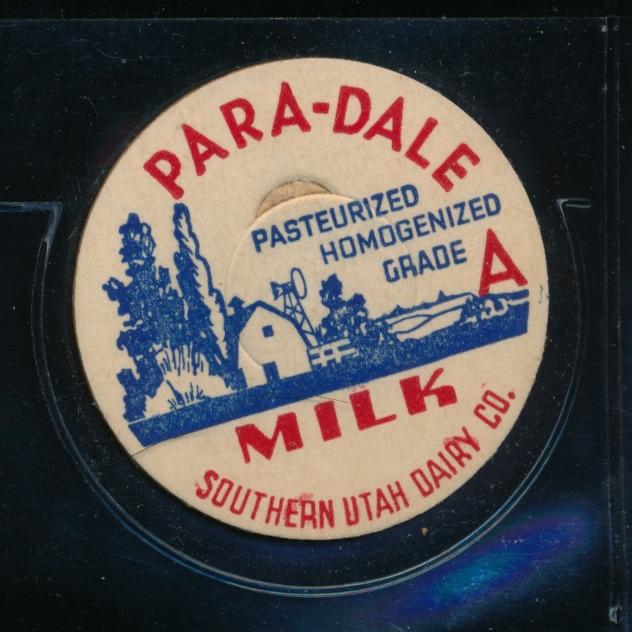 PARA-DALE
PASTEURIZED
HOMOGENIZED
GRADE A
MILK
SOUTHERN UTAH DAIRY CO.